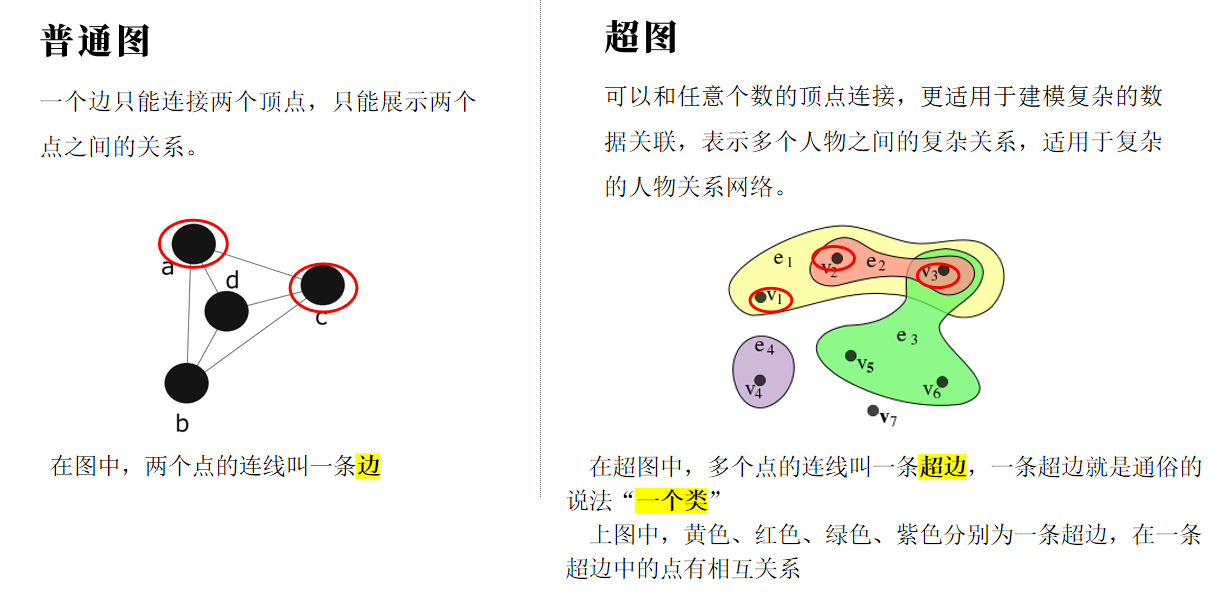 普通图
一个边只能连接两个顶点，只能展示两个
点之间的关系。
a
d
c
b
在图中，两个点的连线叫一条边
超图
可以和任意个数的顶点连接，更适用于建模复杂的数
据关联，表示多个人物之间的复杂关系，适用于复杂
的人物关系网络。
e1
v2
e2
v3
v1
e3
e4
v5
v4
v6
v7
在超图中，多个点的连线叫一条超边，一条超边就是通俗的
说法“一个类”
上图中，黄色、红色、绿色、紫色分别为一条超边，在一条
超边中的点有相互关系